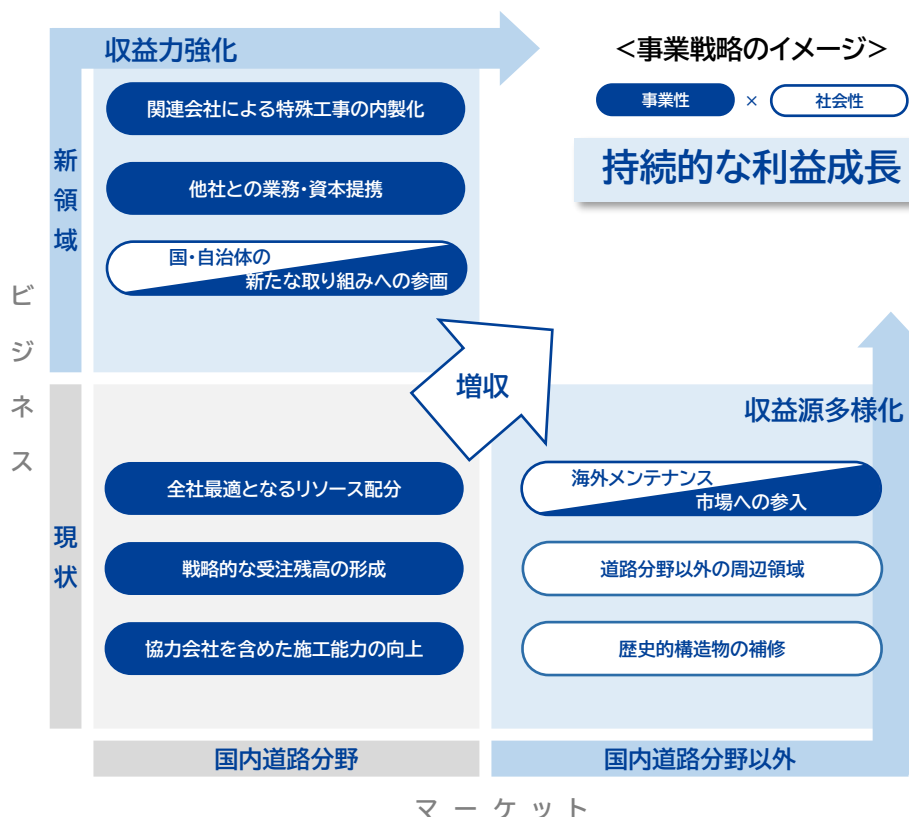 収益力強化
<事業戦略のイメージ>
事業性 × 社会性
持続的な利益成長
新領域
関連会社による特殊工事の内製化
他社との業務・資本提携
国・自治体の
新たな取り組みへの参画
ビジネス
増収
収益源多様化
現状
全社最適となるリソース配分
戦略的な受注残高の形成
協力会社を含めた施工能力の向上
海外メンテナンス
市場への参入
道路分野以外の周辺領域
歴史的構造物の補修
国内道路分野
国内道路分野以外
マーケット